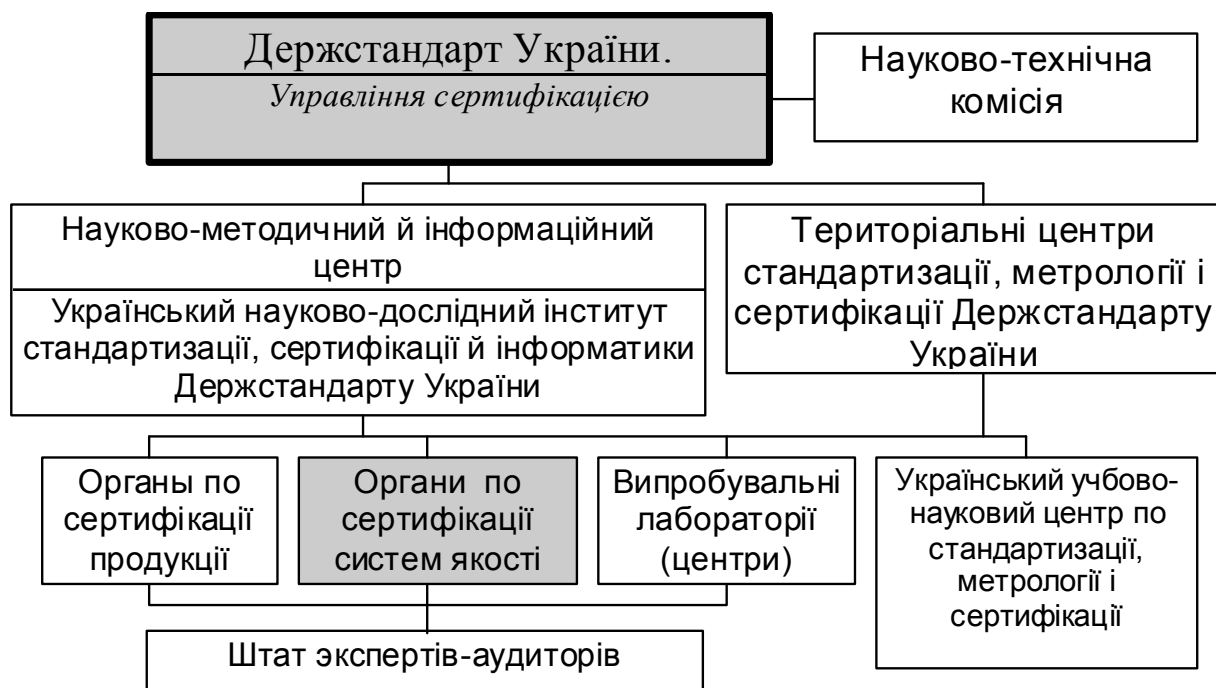 Держстандарт України.
Управління сертифікацією
Науково-технічна
комісія
Науково-методичний й інформаційний
центр
Український науково-дослідний інститут
стандартизації, сертифікації й інформатики
Держстандарту України
Територіальні центри
стандартизації, метрології і
сертифікації Держстандарту
України
Органы по
сертифікації
продукції
Органи по
сертифікації
систем якості
Випробувальні
лабораторії
(центри)
Український учбово-
науковий центр по
стандартизації,
метрології і
сертифікації
Штат экспертів-аудиторів